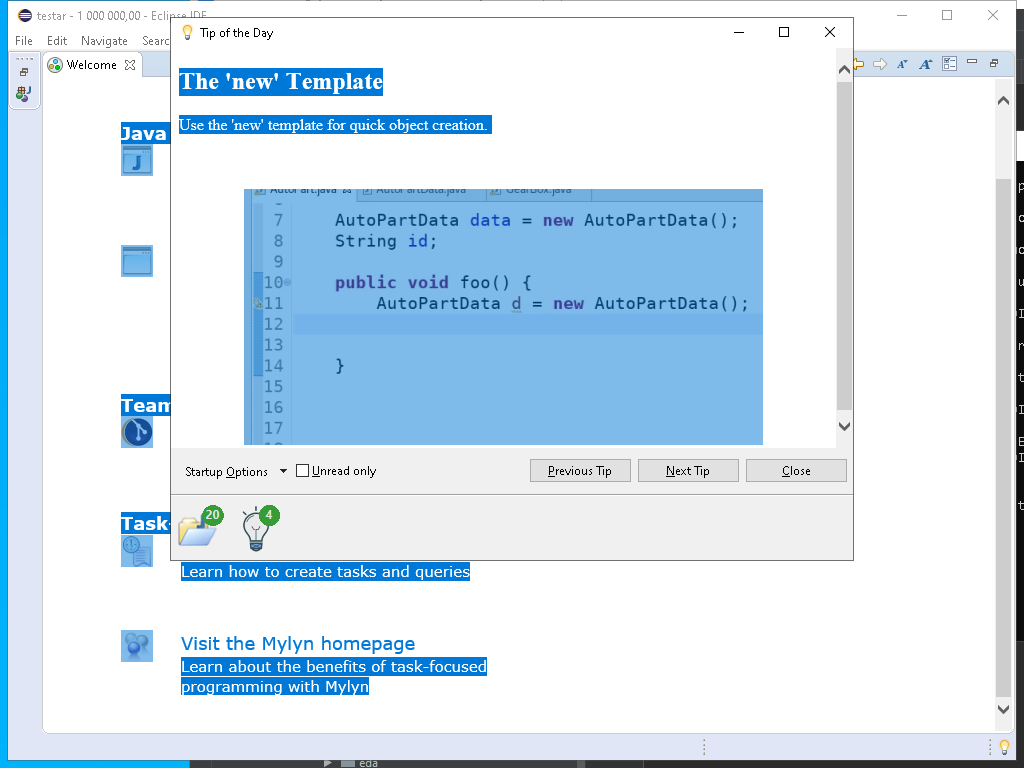 testar - 1 000 000,00 - Eclipse IDE
Tip of the Day
File Edit Navigate
Welcome
The 'new' Template
Use the 'new' template for quick object creation.
Java
AutoPart.java AutoPartData.java GearBox.java
7 AutoPartData data = new AutoPartData();
8 String id;
9
10 public void foo() {
11 AutoPartData d = new AutoPartData();
12
13
14 }
15
16
17
Team
Startup Options Unread only Previous Tip Next Tip Close
20 4
Task-
Learn how to create tasks and queries
Visit the Mylyn homepage
Learn about the benefits of task-focused
programming with Mylyn
eda